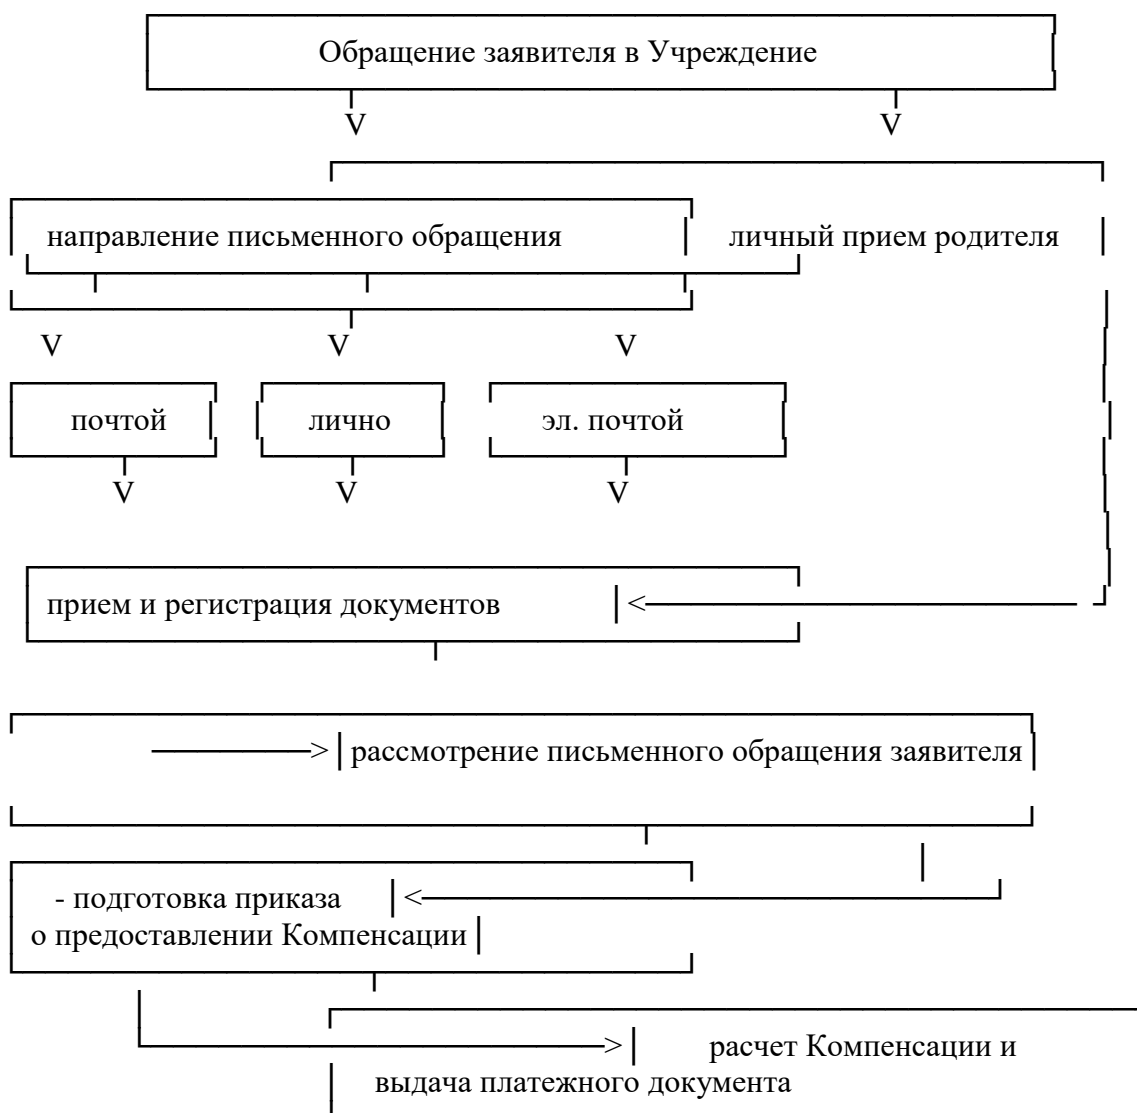 Обращение заявителя в Учреждение
V V
направление письменного обращения личный прием родителя
V V V
почтой лично эл. почтой
V V V
прием и регистрация документов <
> рассмотрение письменного обращения заявителя
- подготовка приказа <
о предоставлении Компенсации
> расчет Компенсации и
выдача платежного документа